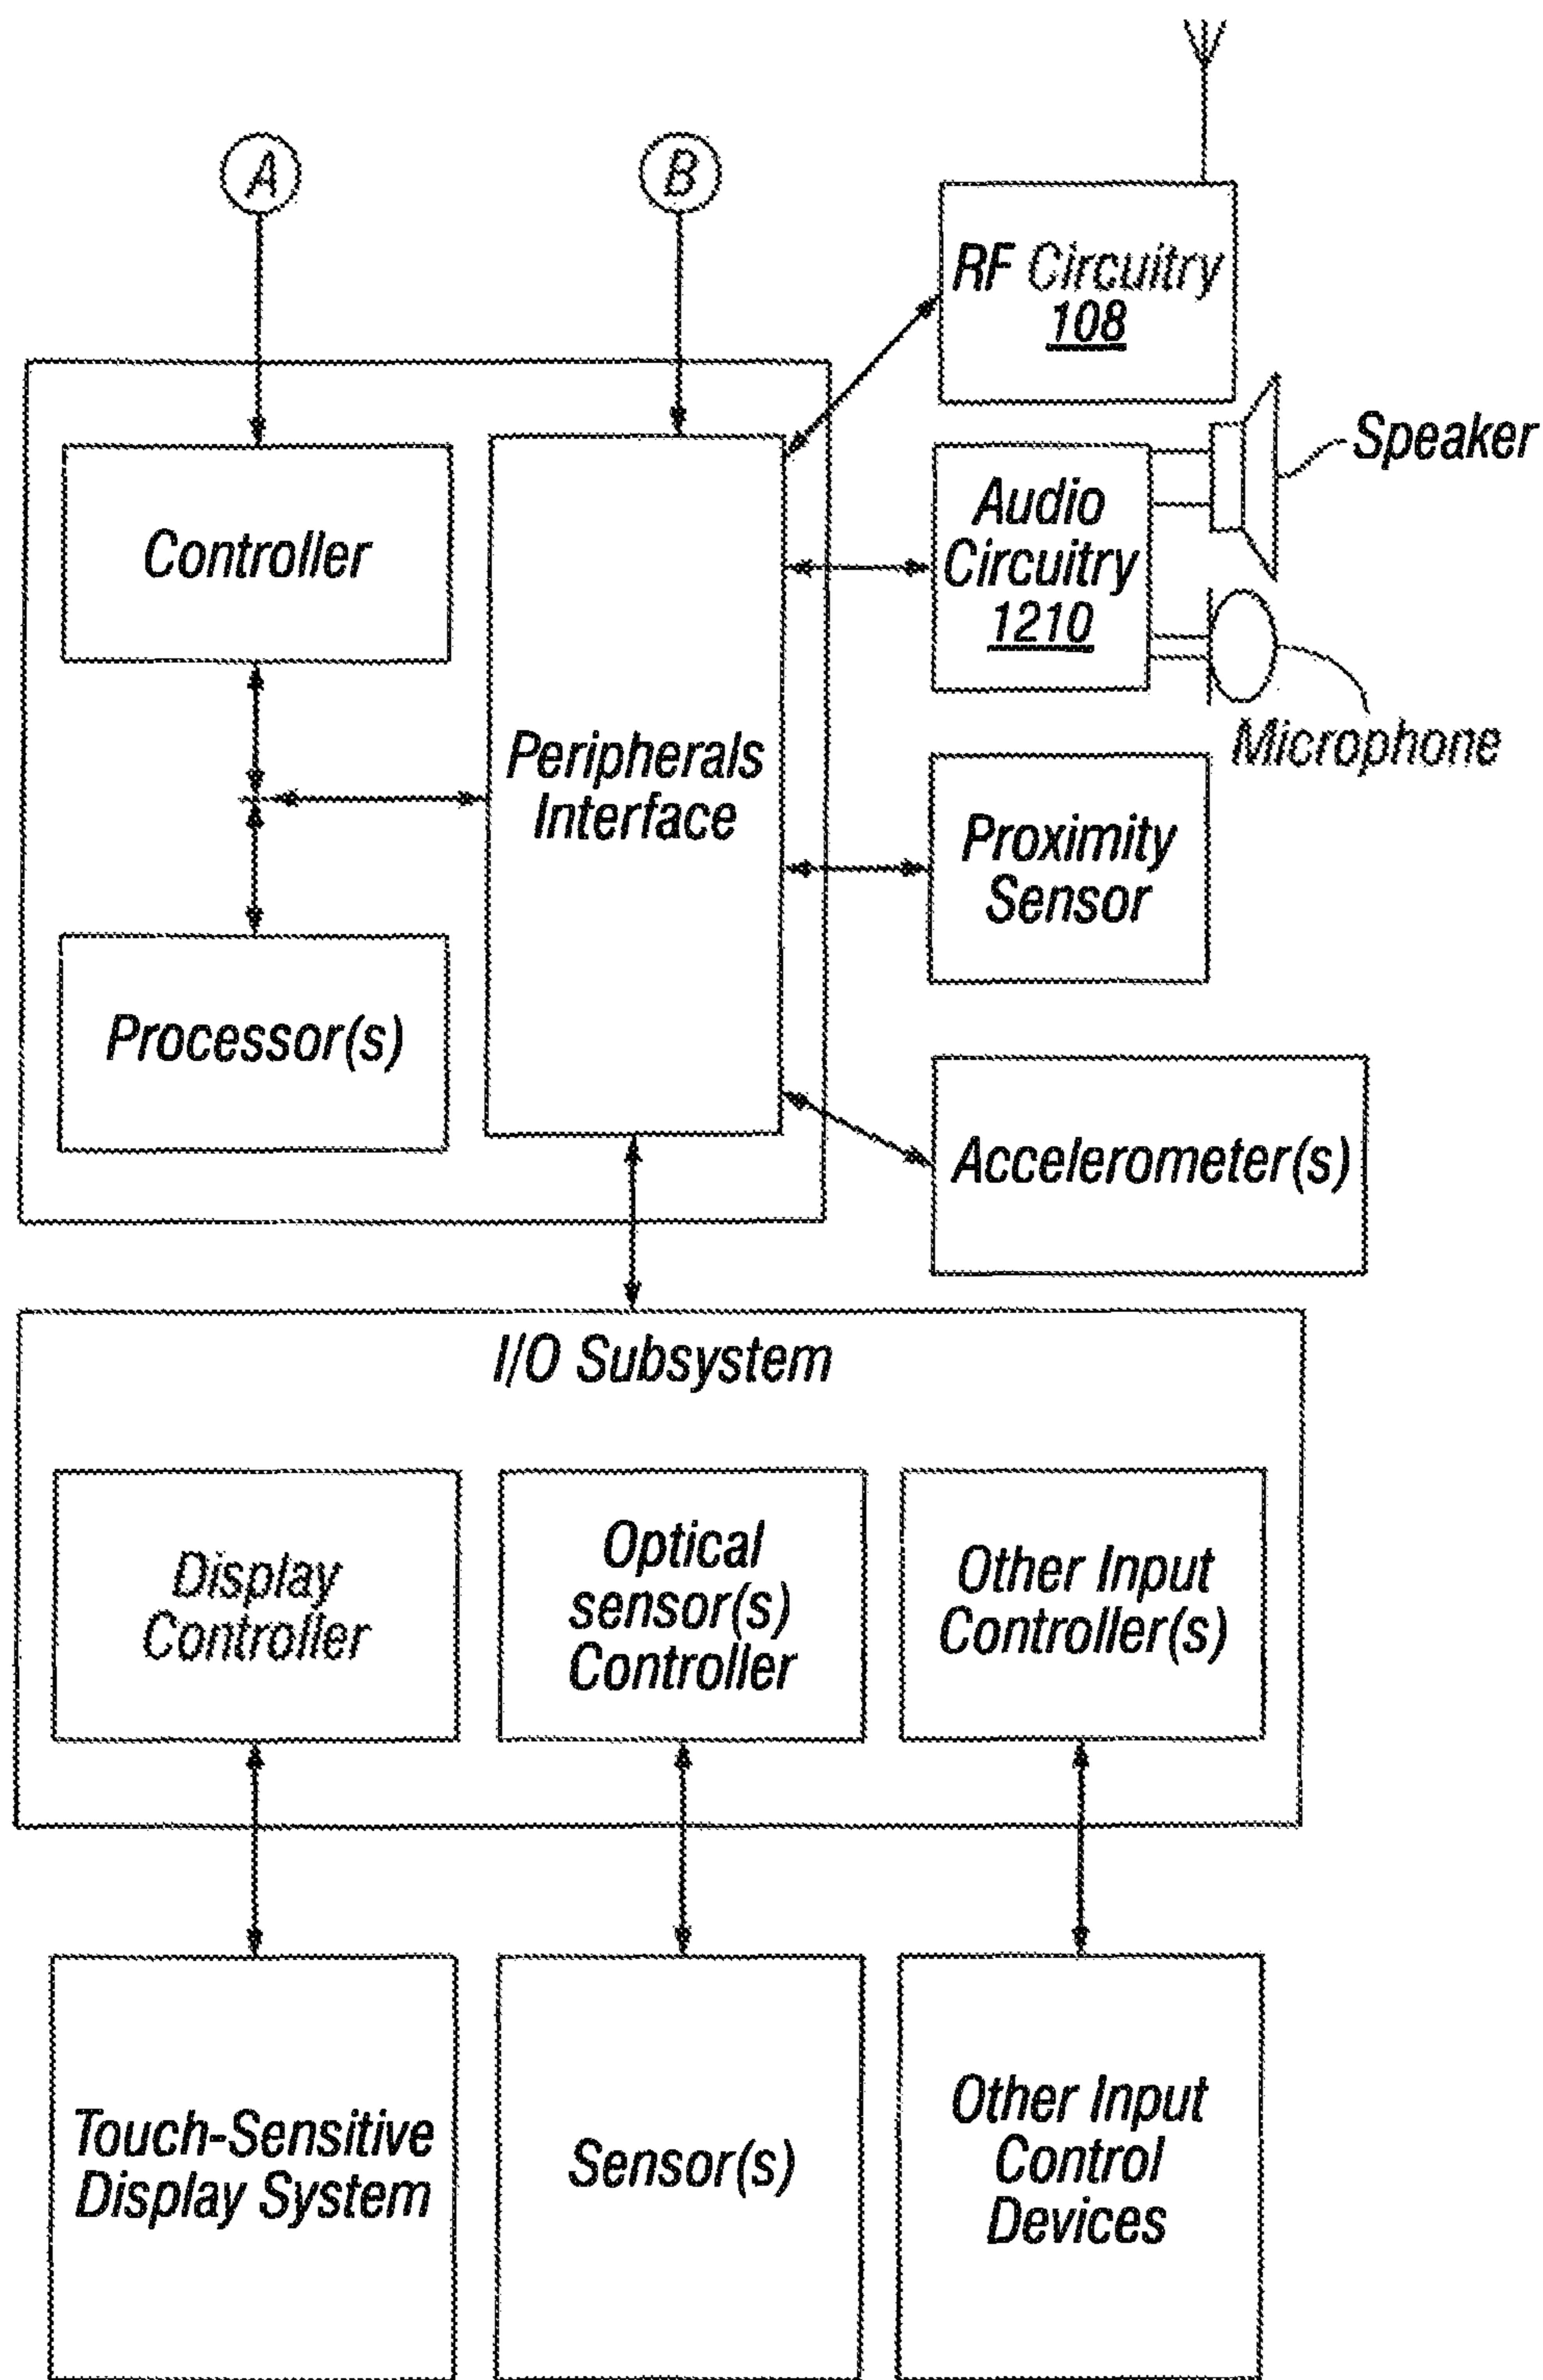 A
B
RF Circuitry
108
Speaker
Controller
Audio
Circuitry
1210
Microphone
Peripherals
Interface
Proximity
Sensor
Processor(s)
Accelerometer(s)
I/O Subsystem
Display
Controller
Optical
sensor(s)
Controller
Other Input
Controller(s)
Touch-Sensitive
Display System
Sensor(s)
Other Input
Control
Devices